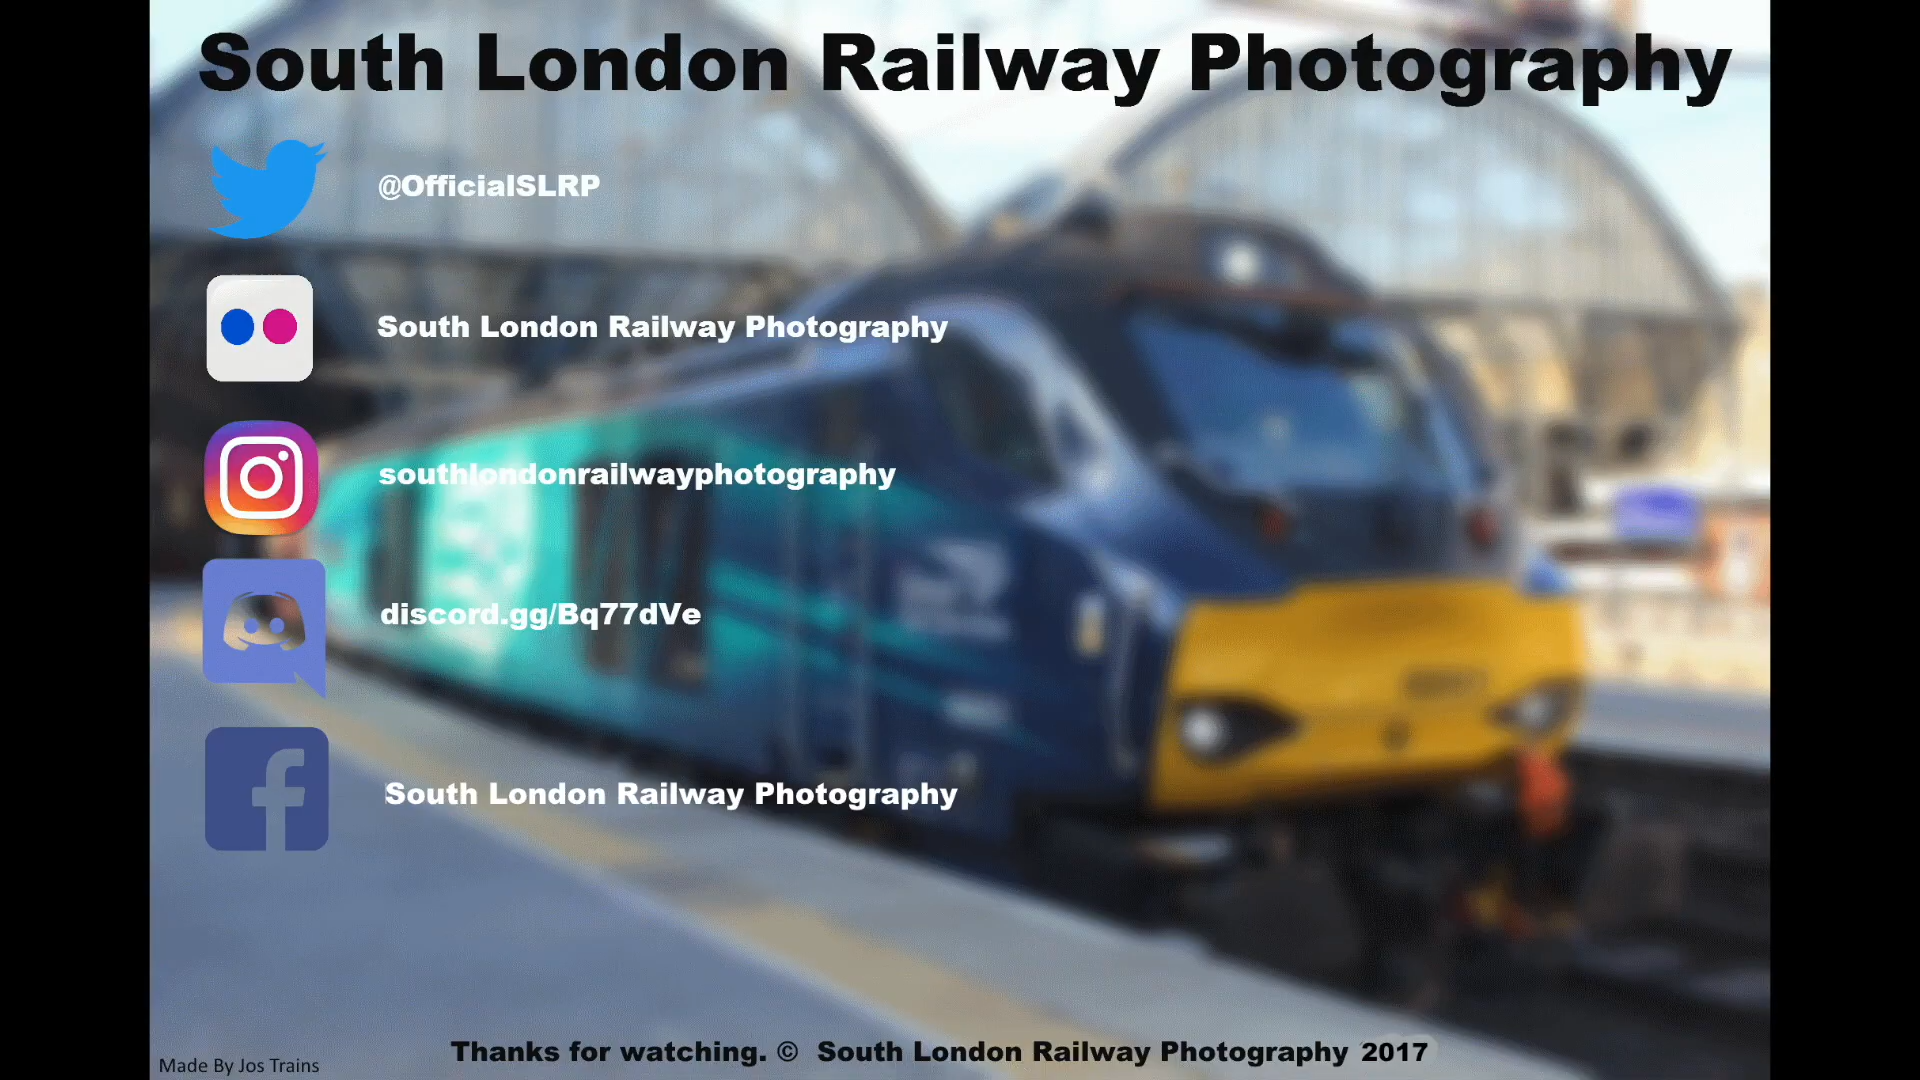 South London Railway Photography
@OfficialSLRP
South London Railway Photography
southlondonrailwayphotography
discord.gg/Bq77dVe
South London Railway Photography
Thanks for watching. © South London Railway Photography 2017
Made By Jos Trains